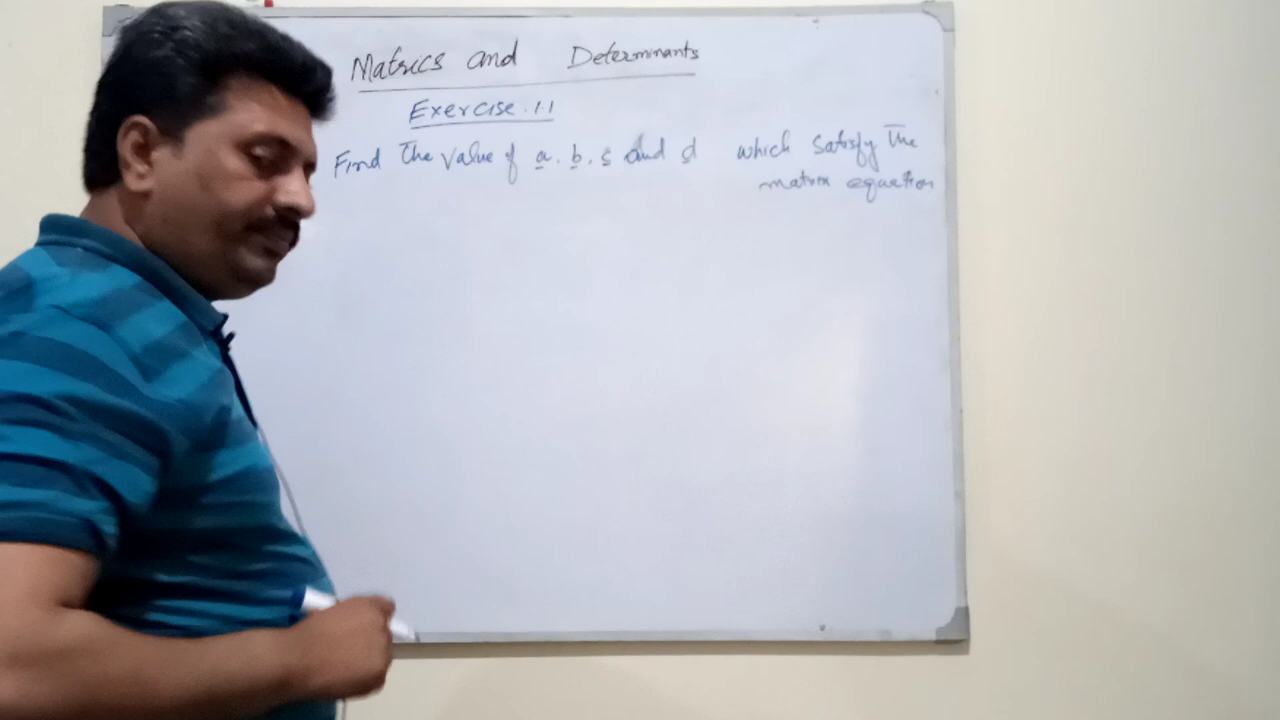 Matrics and Determinants
Exercise 1.1
Find the value of a, b, c and d which satisfy the
matrix equation